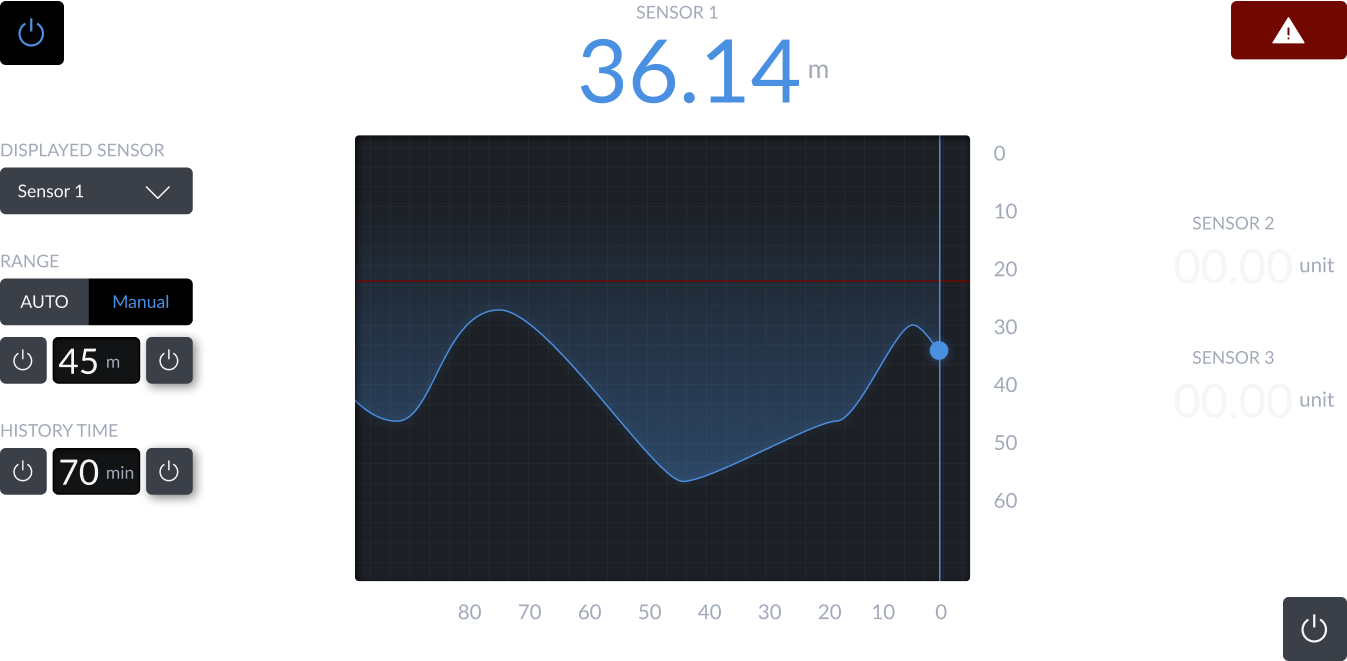 SENSOR 1
36.14 m
DISPLAYED SENSOR
Sensor 1
RANGE
AUTO Manual
45 m
HISTORY TIME
70 min
0
10
20
30
40
50
60
80 70 60 50 40 30 20 10 0
SENSOR 2
00.00 unit
SENSOR 3
00.00 unit